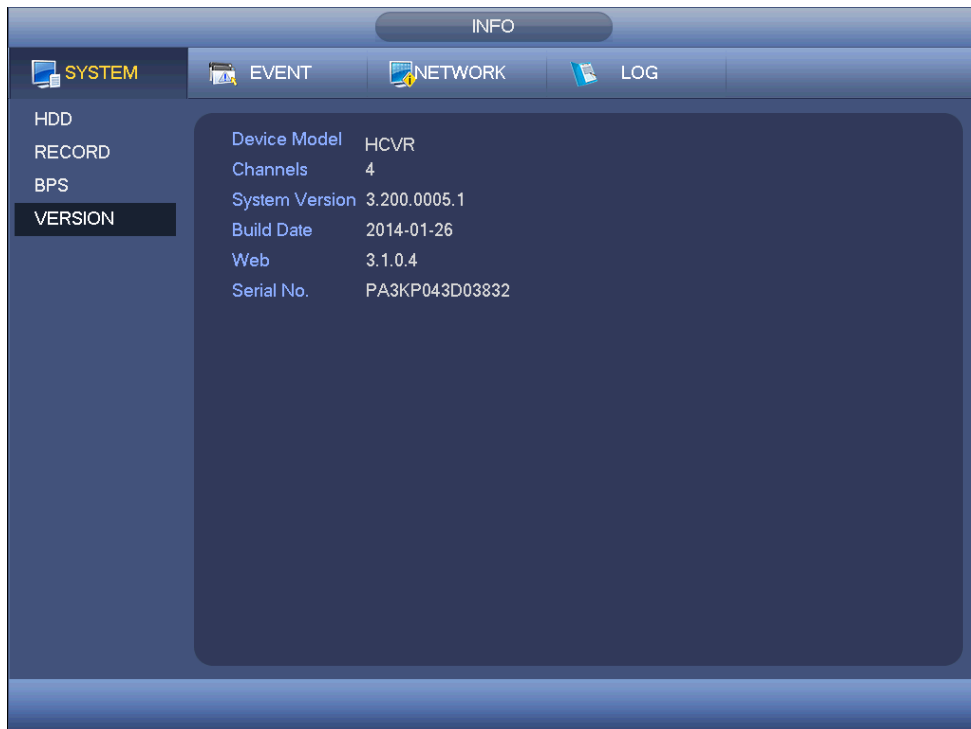 INFO
SYSTEM EVENT NETWORK LOG
HDD
RECORD
BPS
VERSION
Device Model HCVR
Channels 4
System Version 3.200.0005.1
Build Date 2014-01-26
Web 3.1.0.4
Serial No. PA3KP043D03832